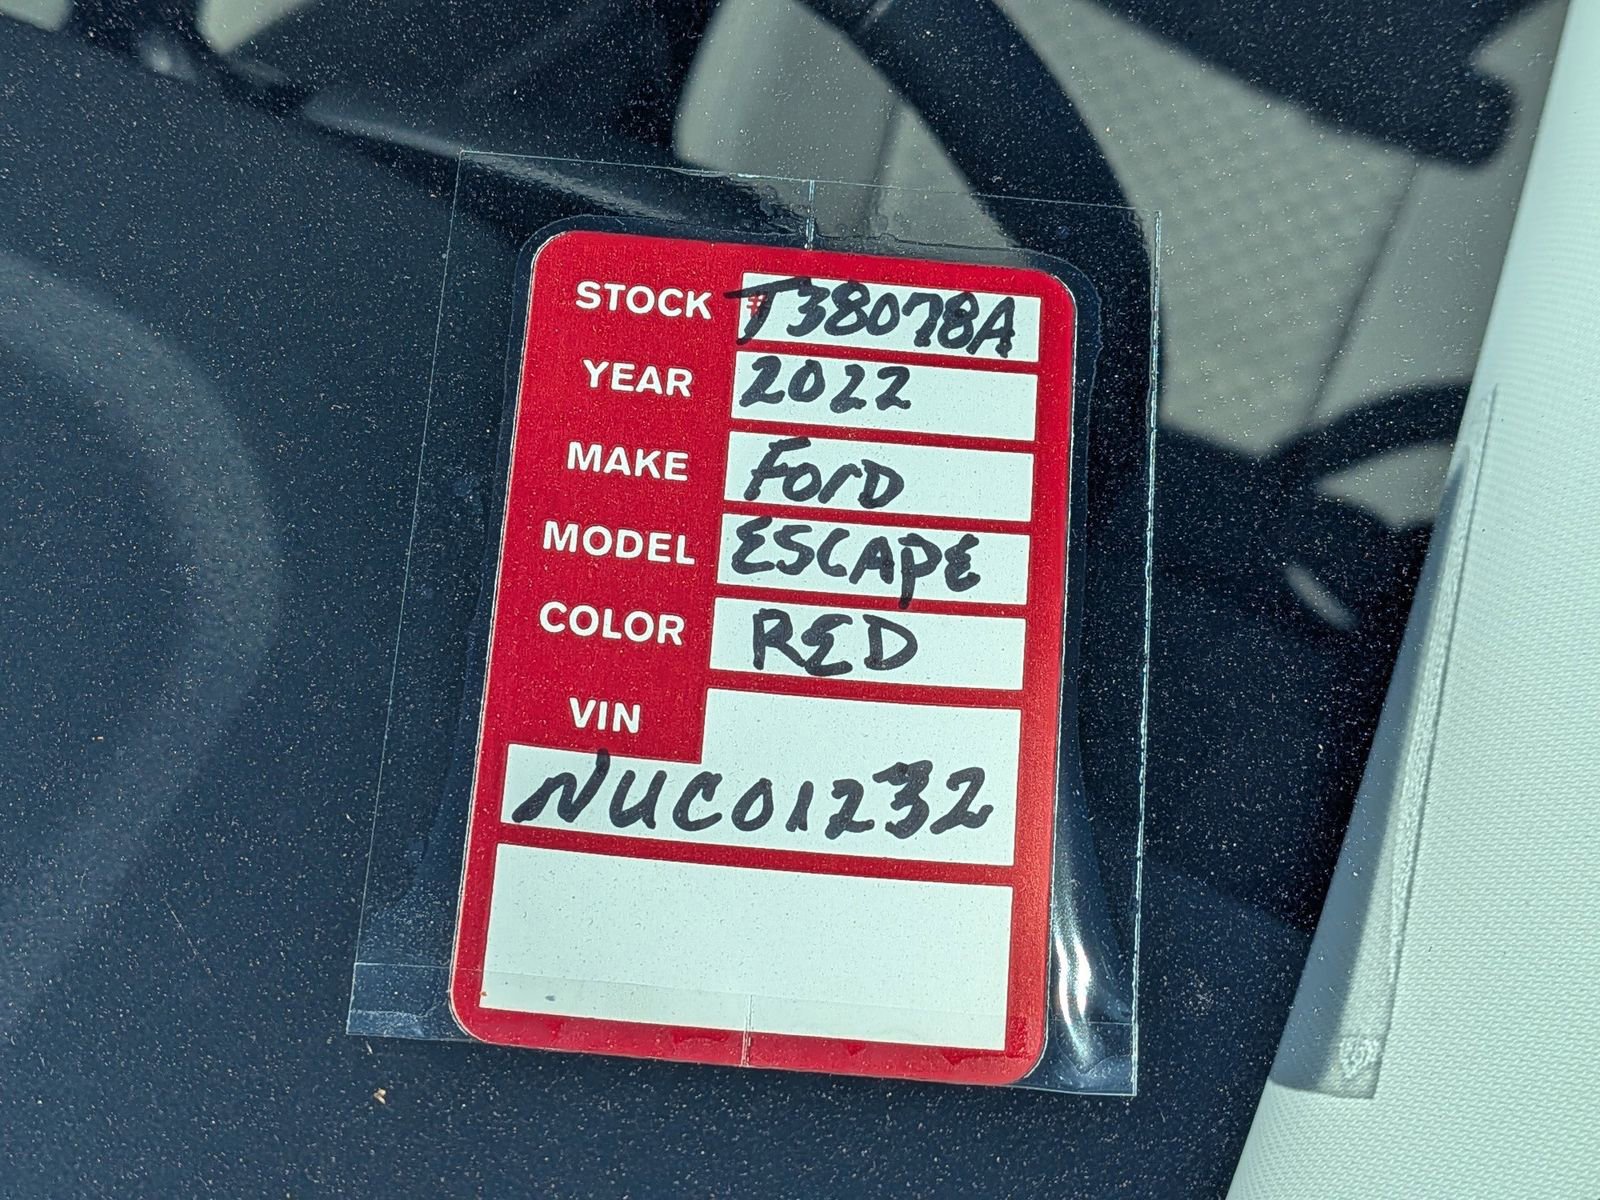 STOCK #T38078A
YEAR 2022
MAKE FORD
MODEL ESCAPE
COLOR RED
VIN
NUC01232